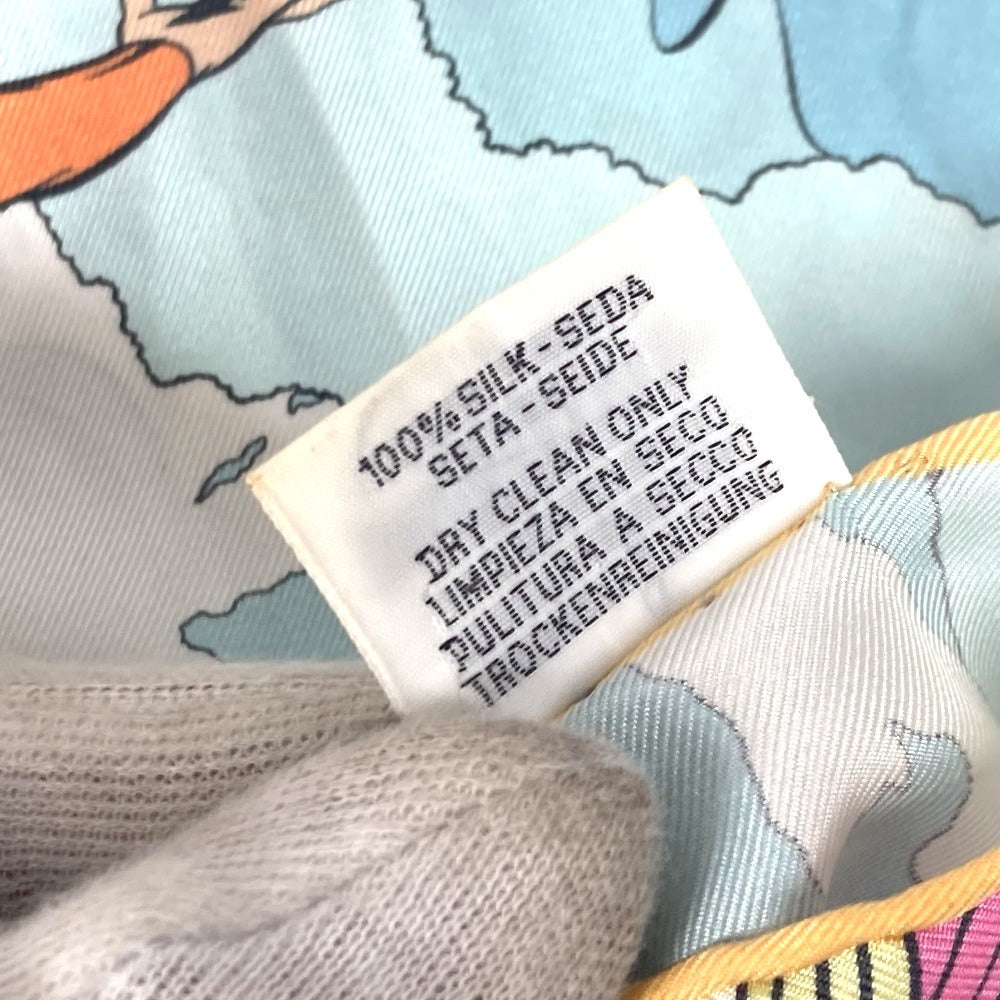 100% SILK - SEDA
SETA - SEIDE
DRY CLEAN ONLY
LIMPIEZA EN SECO
PULITURA A SECCO
TROCKENREINIGUNG